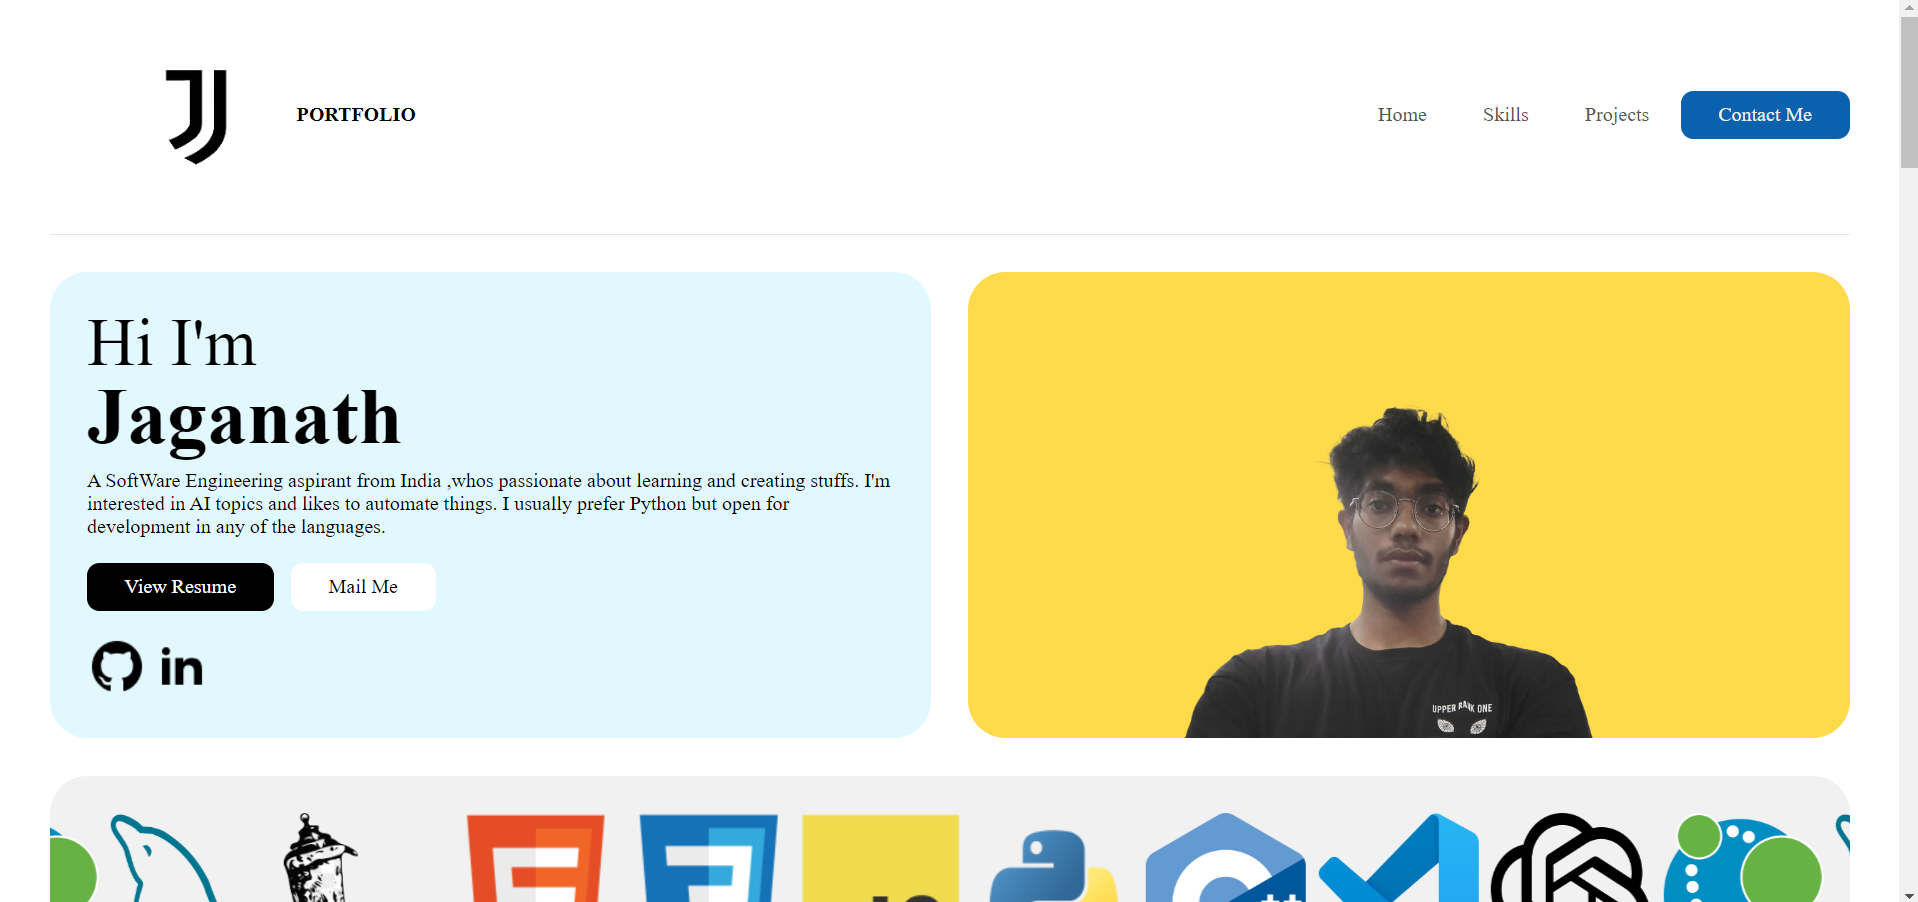 PORTFOLIO
Home
Skills
Projects
Contact Me
Hi I'm
Jaganath
A SoftWare Engineering aspirant from India ,whos passionate about learning and creating stuffs. I'm
interested in AI topics and likes to automate things. I usually prefer Python but open for
development in any of the languages.
View Resume
Mail Me
in
UPPER RANK ONE